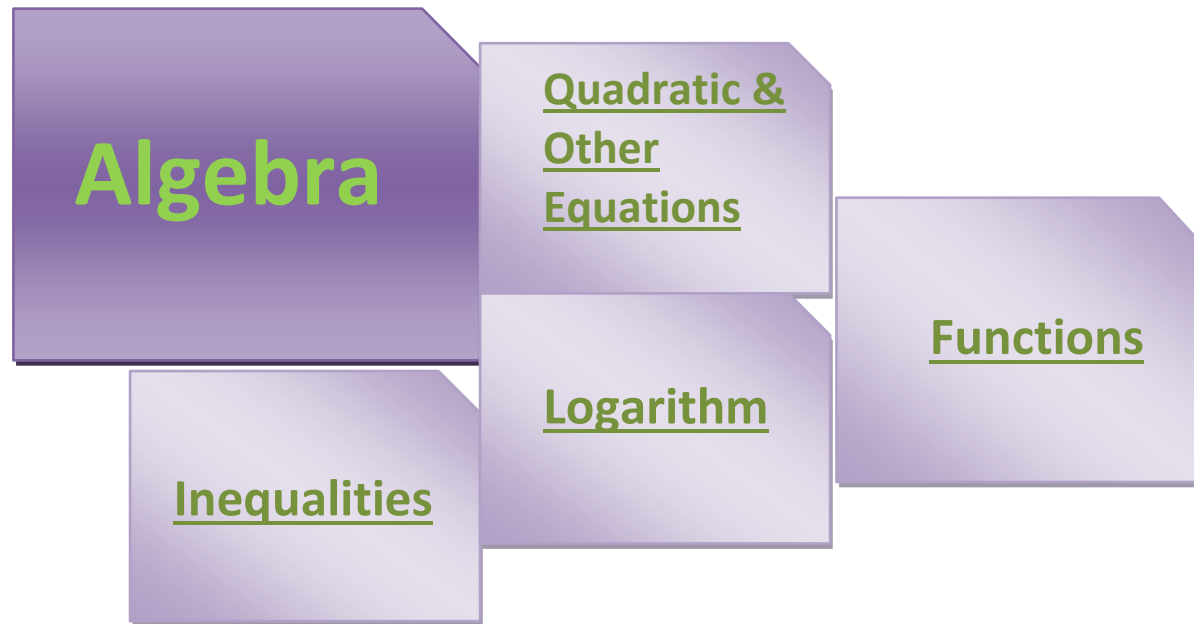 Algebra
Quadratic &
Other
Equations
Functions
Logarithm
Inequalities